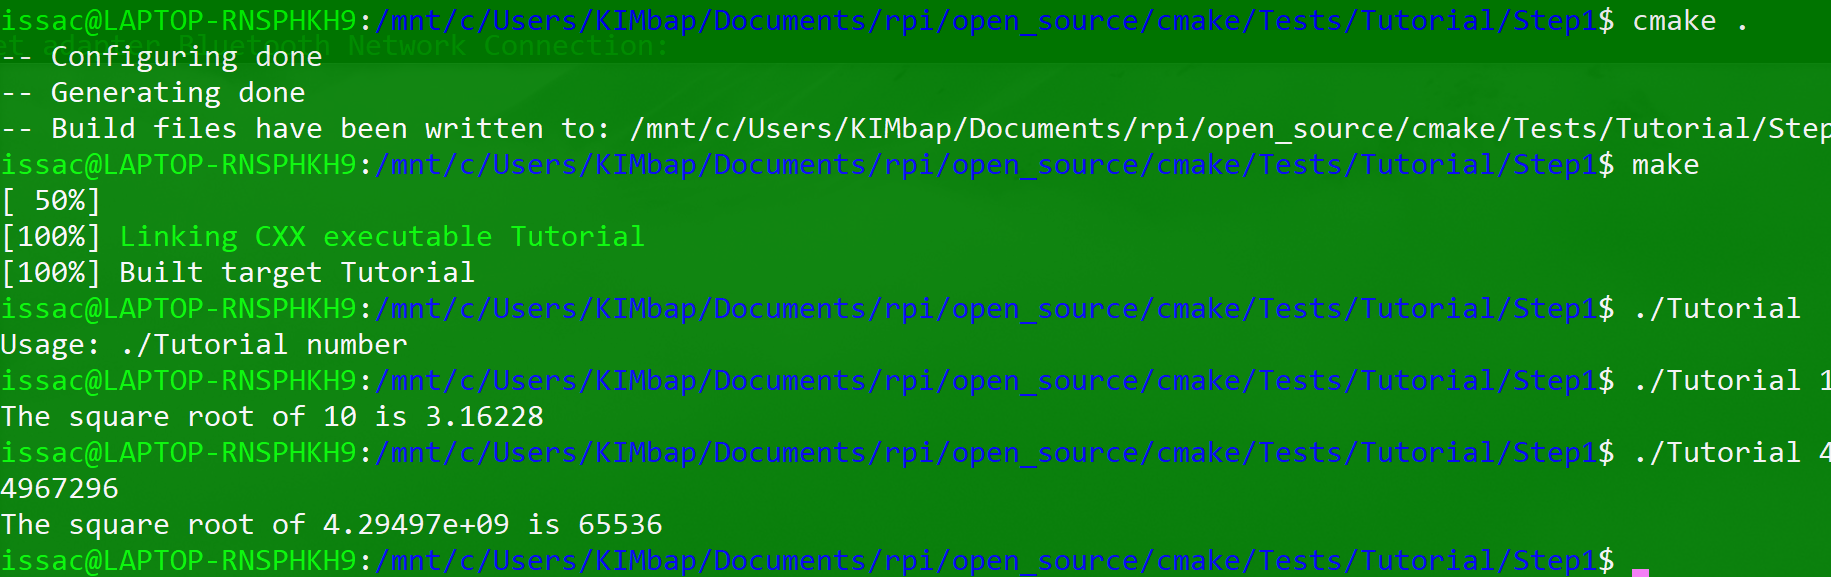 issac@LAPTOP-RNSPHKH9:/mnt/c/Users/KIMbap/Documents/rpi/open_source/cmake/Tests/Tutorial/Step1$ cmake .
et adapter Bluetooth Network Connection:
-- Configuring done
-- Generating done
-- Build files have been written to: /mnt/c/Users/KIMbap/Documents/rpi/open_source/cmake/Tests/Tutorial/Step
issac@LAPTOP-RNSPHKH9:/mnt/c/Users/KIMbap/Documents/rpi/open_source/cmake/Tests/Tutorial/Step1$ make
[ 50%]
[100%] Linking CXX executable Tutorial
[100%] Built target Tutorial
issac@LAPTOP-RNSPHKH9:/mnt/c/Users/KIMbap/Documents/rpi/open_source/cmake/Tests/Tutorial/Step1$ ./Tutorial
Usage: ./Tutorial number
issac@LAPTOP-RNSPHKH9:/mnt/c/Users/KIMbap/Documents/rpi/open_source/cmake/Tests/Tutorial/Step1$ ./Tutorial 1
The square root of 10 is 3.16228
issac@LAPTOP-RNSPHKH9:/mnt/c/Users/KIMbap/Documents/rpi/open_source/cmake/Tests/Tutorial/Step1$ ./Tutorial 4
4967296
The square root of 4.29497e+09 is 65536
issac@LAPTOP-RNSPHKH9:/mnt/c/Users/KIMbap/Documents/rpi/open_source/cmake/Tests/Tutorial/Step1$